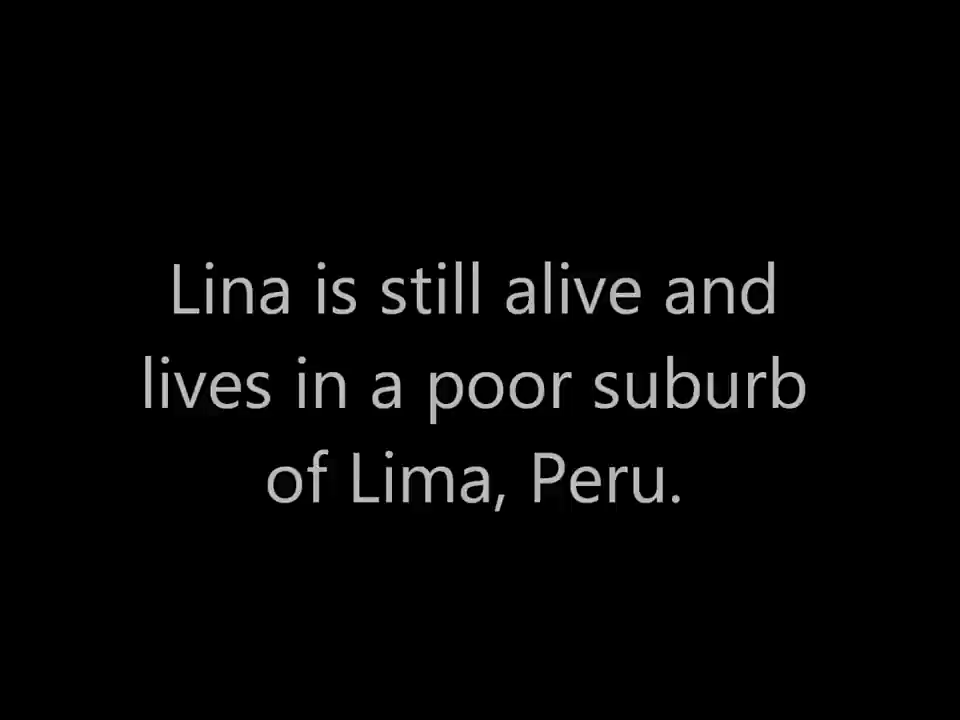 Lina is still alive and
lives in a poor suburb
of Lima, Peru.